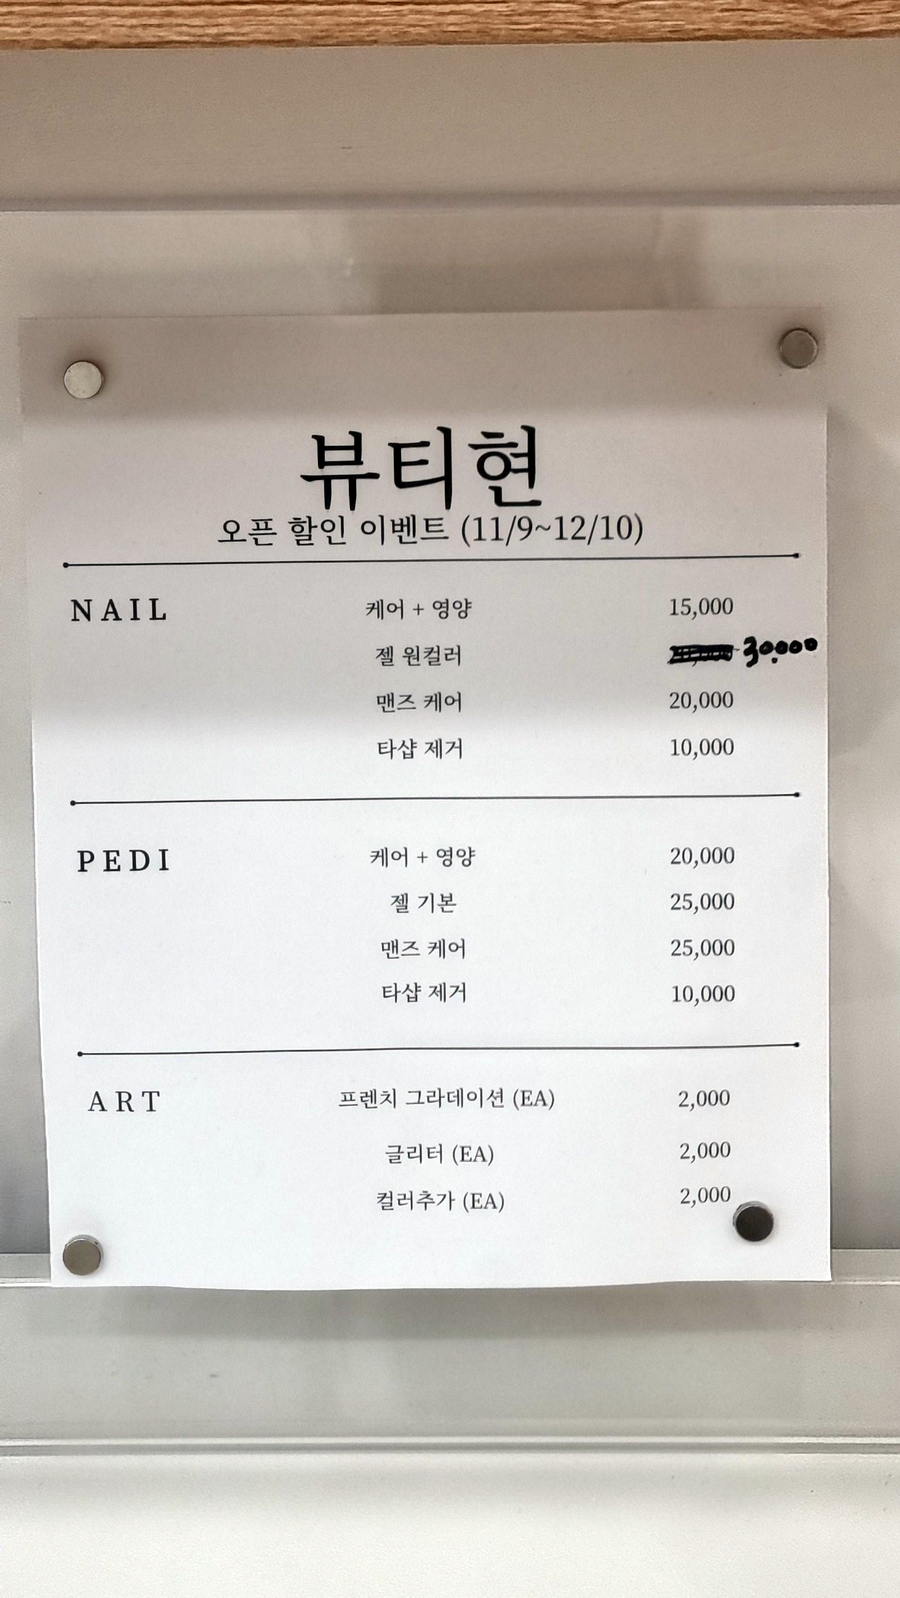 뷰티현
오픈 할인 이벤트 (11/9~12/10)
NAIL 케어 + 영양 15,000
젤 원컬러 30.000
맨즈 케어 20,000
타샵 제거 10,000
PEDI 케어 + 영양 20,000
젤 기본 25,000
맨즈 케어 25,000
타샵 제거 10,000
ART 프렌치 그라데이션 (EA) 2,000
글리터 (EA) 2,000
컬러추가 (EA) 2,000